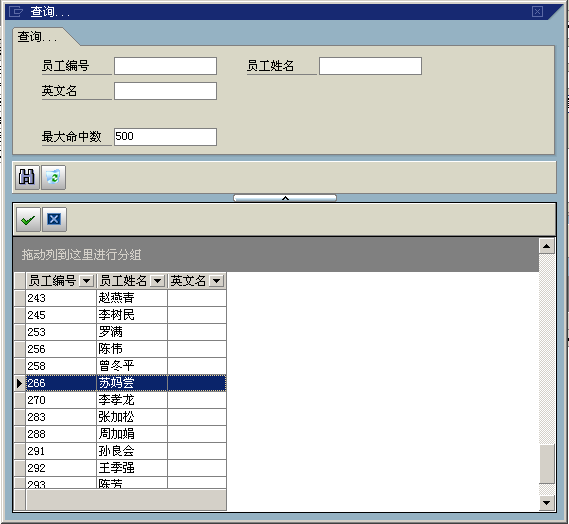 查询...
查询...
员工编号 员工姓名
英文名
最大命中数 500
拖动列到这里进行分组
员工编号 员工姓名 英文名
243 赵燕青
245 李树民
253 罗满
256 陈伟
258 曾冬平
266 苏妈尝
270 李孝龙
283 张加松
288 周加娟
291 孙良会
292 王季强
293 陈芳